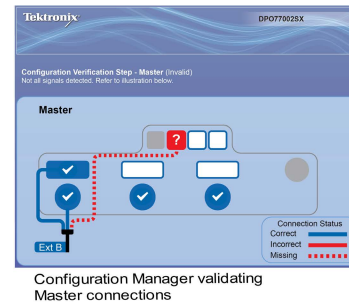 Tektronix
DPO77002SX
Configuration Verification Step - Master (Invalid)
Not all signals detected. Refer to illustration below.
Master
?
Ext B
Connection Status
Correct
Incorrect
Missing
Configuration Manager validating
Master connections